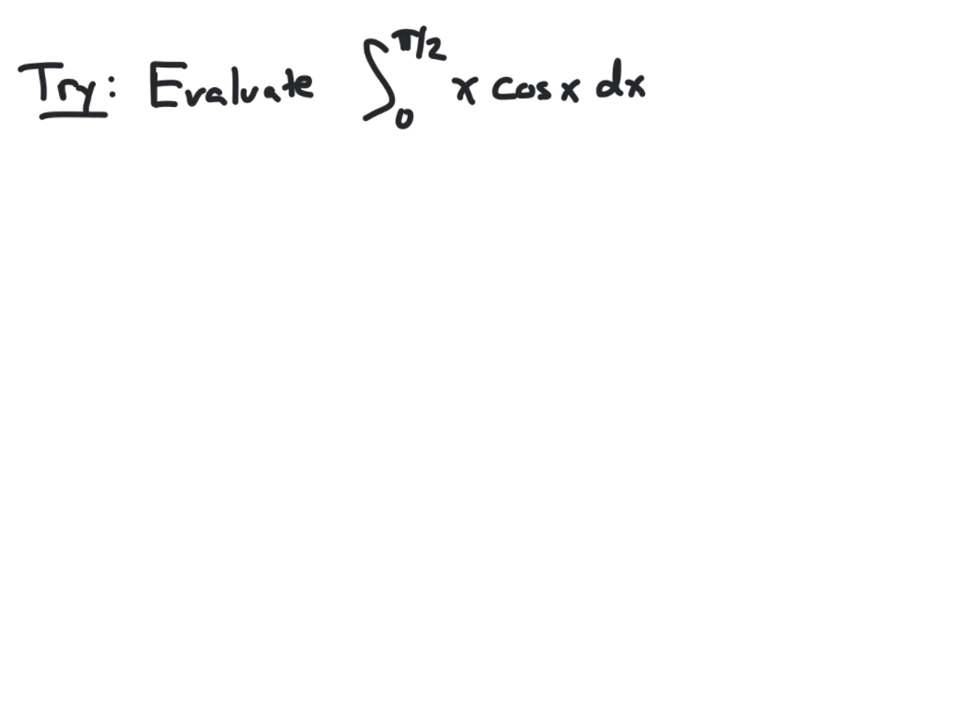 Try: Evaluate ∫₀^π/2 x cos x dx